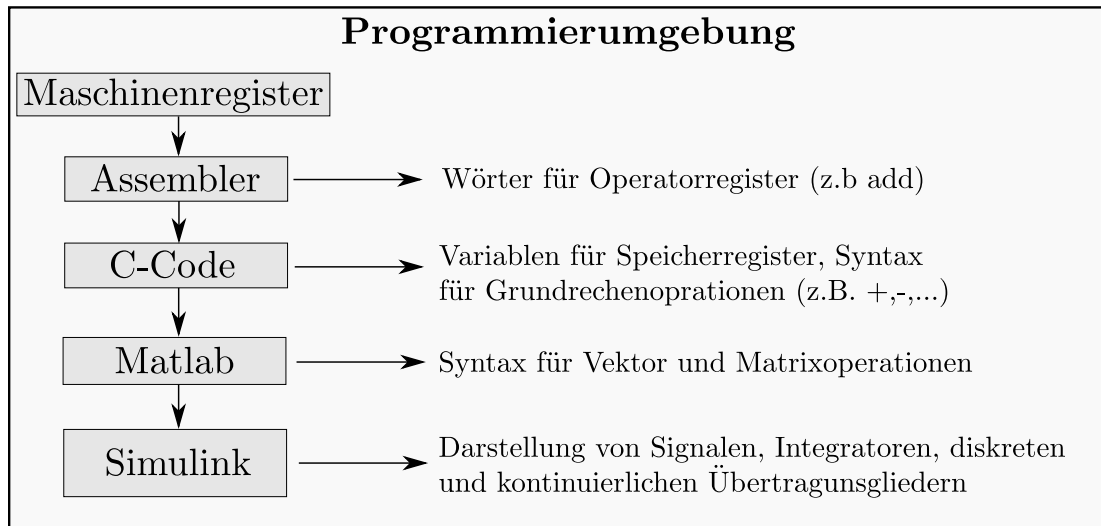 Programmierumgebung
Maschinenregister
Assembler
Wörter für Operatorregister (z.b add)
C-Code
Variablen für Speicherregister, Syntax
für Grundrechenoprationen (z.B. +,-,...)
Matlab
Syntax für Vektor und Matrixoperationen
Simulink
Darstellung von Signalen, Integratoren, diskreten
und kontinuierlichen Übertragunsgliedern